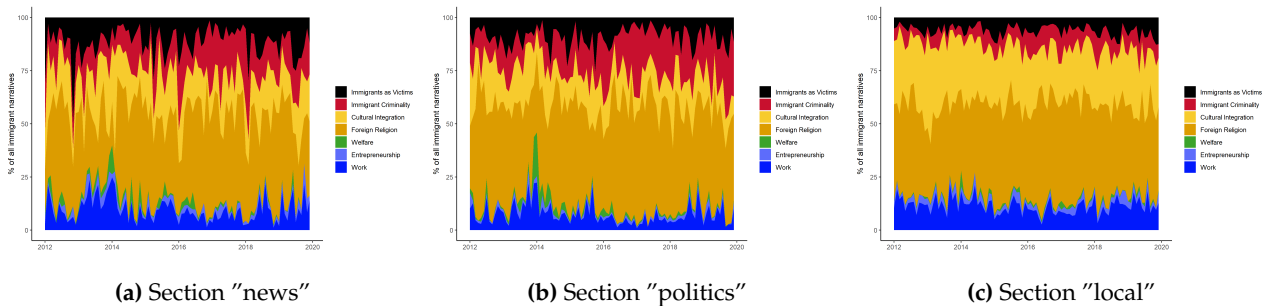 % of all immigrant narratives
100
75
50
25
0
2012
2014
2016
2018
2020
Immigrants as Victims
Immigrant Criminality
Cultural Integration
Foreign Religion
Welfare
Entrepreneurship
Work
(a) Section ”news”
% of all immigrant narratives
100
75
50
25
0
2012
2014
2016
2018
2020
Immigrants as Victims
Immigrant Criminality
Cultural Integration
Foreign Religion
Welfare
Entrepreneurship
Work
(b) Section ”politics”
% of all immigrant narratives
100
75
50
25
0
2012
2014
2016
2018
2020
Immigrants as Victims
Immigrant Criminality
Cultural Integration
Foreign Religion
Welfare
Entrepreneurship
Work
(c) Section ”local”